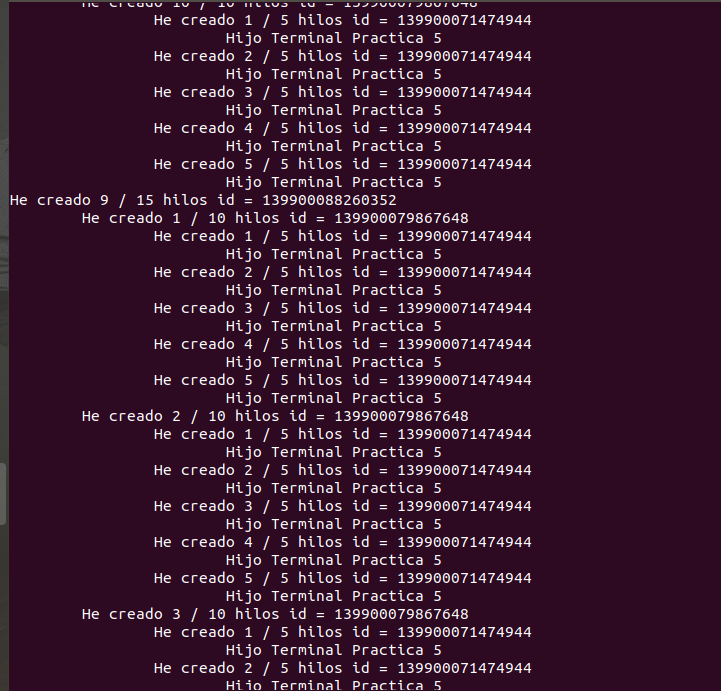 He creado 10 / 10 hilos id = 139900079867648
He creado 1 / 5 hilos id = 139900071474944
Hijo Terminal Practica 5
He creado 2 / 5 hilos id = 139900071474944
Hijo Terminal Practica 5
He creado 3 / 5 hilos id = 139900071474944
Hijo Terminal Practica 5
He creado 4 / 5 hilos id = 139900071474944
Hijo Terminal Practica 5
He creado 5 / 5 hilos id = 139900071474944
Hijo Terminal Practica 5
He creado 9 / 15 hilos id = 139900088260352
He creado 1 / 10 hilos id = 139900079867648
He creado 1 / 5 hilos id = 139900071474944
Hijo Terminal Practica 5
He creado 2 / 5 hilos id = 139900071474944
Hijo Terminal Practica 5
He creado 3 / 5 hilos id = 139900071474944
Hijo Terminal Practica 5
He creado 4 / 5 hilos id = 139900071474944
Hijo Terminal Practica 5
He creado 5 / 5 hilos id = 139900071474944
Hijo Terminal Practica 5
He creado 2 / 10 hilos id = 139900079867648
He creado 1 / 5 hilos id = 139900071474944
Hijo Terminal Practica 5
He creado 2 / 5 hilos id = 139900071474944
Hijo Terminal Practica 5
He creado 3 / 5 hilos id = 139900071474944
Hijo Terminal Practica 5
He creado 4 / 5 hilos id = 139900071474944
Hijo Terminal Practica 5
He creado 5 / 5 hilos id = 139900071474944
Hijo Terminal Practica 5
He creado 3 / 10 hilos id = 139900079867648
He creado 1 / 5 hilos id = 139900071474944
Hijo Terminal Practica 5
He creado 2 / 5 hilos id = 139900071474944
Hijo Terminal Practica 5